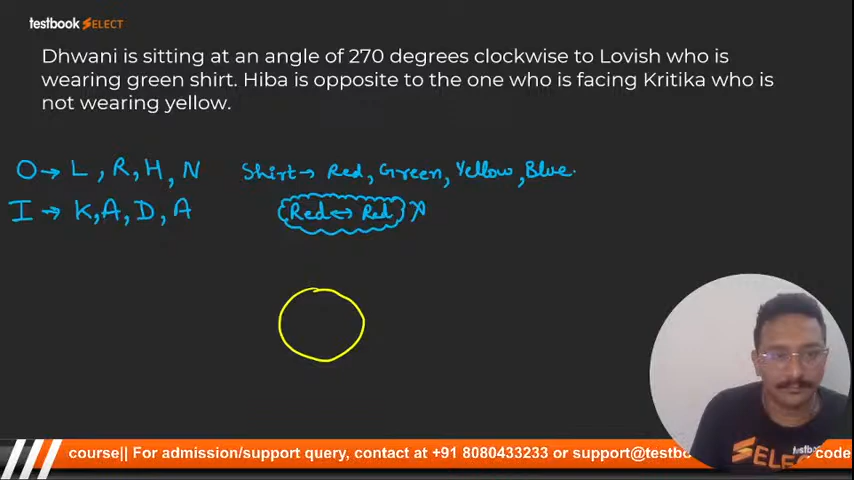 testbook SELECT
Dhwani is sitting at an angle of 270 degrees clockwise to Lovish who is
wearing green shirt. Hiba is opposite to the one who is facing Kritika who is
not wearing yellow.
O→ L, R, H, N Shirt→ Red, Green, Yellow, Blue.
I→ K, A, D, A (Red↔Red) X
SELE
course|| For admission/support query, contact at +91 8080433233 or support@testbo code